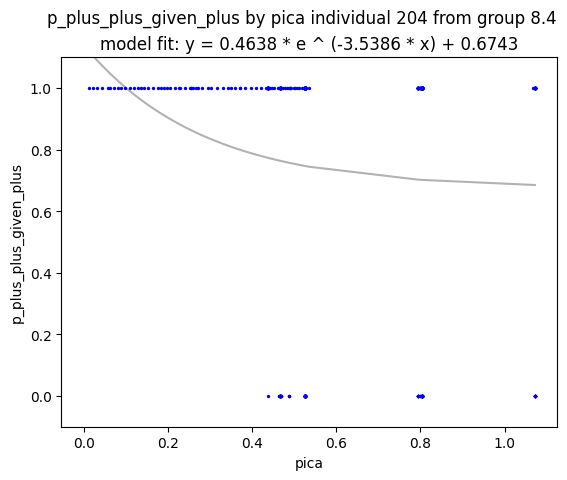 p_plus_plus_given_plus by pica individual 204 from group 8.4
model fit: y = 0.4638 * e ^ (-3.5386 * x) + 0.6743
1.0
0.8
0.6
0.4
0.2
0.0
p_plus_plus_given_plus
0.0 0.2 0.4 0.6 0.8 1.0
pica